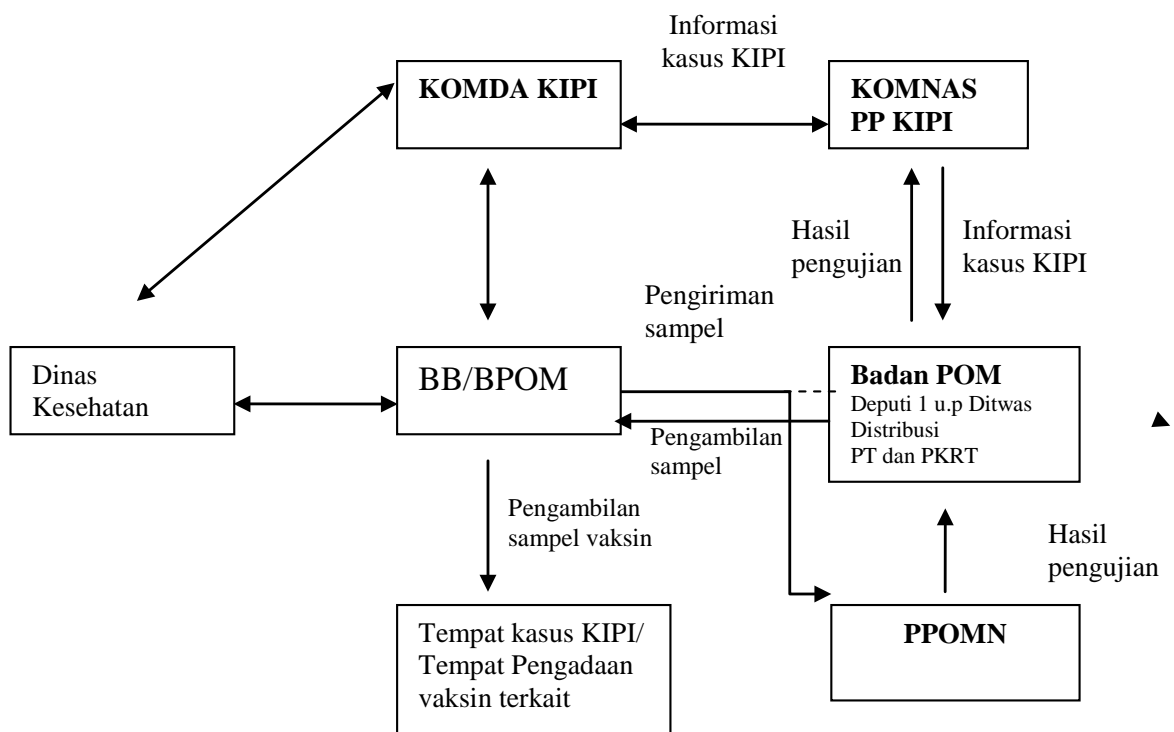 Informasi
kasus KIPI
KOMDA KIPI
KOMNAS
PP KIPI
Hasil
pengujian
Informasi
kasus KIPI
Pengiriman
sampel
Dinas
Kesehatan
BB/BPOM
Badan POM
Deputi 1 u.p Ditwas
Distribusi
PT dan PKRT
Pengambilan
sampel
Pengambilan
sampel vaksin
Hasil
pengujian
Tempat kasus KIPI/
Tempat Pengadaan
vaksin terkait
PPOMN